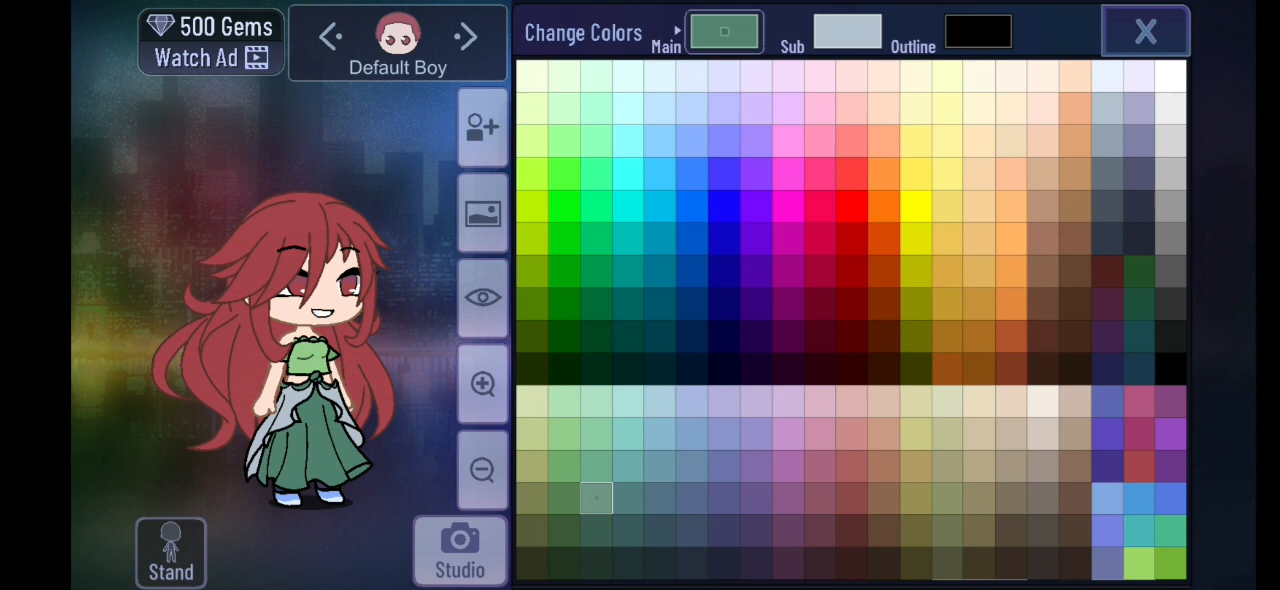 500 Gems
Watch Ad
Default Boy
Change Colors
Main
Sub
Outline
X
Stand
Studio